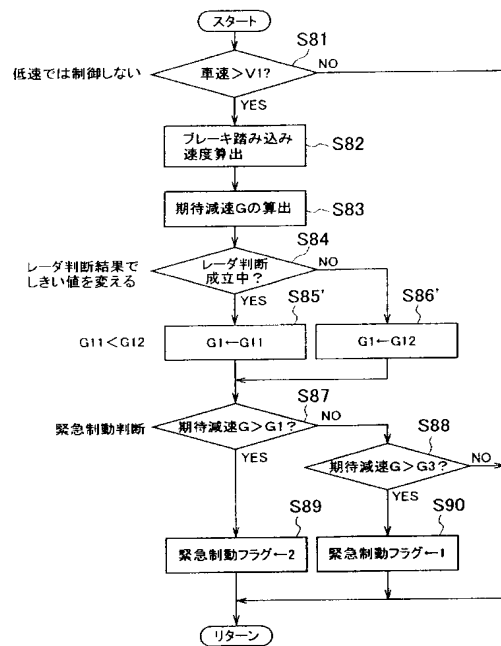 スタート
S81
低速では制御しない
車速>V1?
NO
YES
ブレーキ踏み込み
速度算出
S82
期待減速Gの算出
S83
S84
レーダ判断結果で
しきい値を変える
レーダ判断
成立中?
NO
YES
S85'
S86'
G11<G12
G1←G11
G1←G12
S87
緊急制動判断
期待減速G>G1?
NO
S88
YES
期待減速G>G3?
NO
YES
S89
S90
緊急制動フラグ←2
緊急制動フラグ←1
リターン